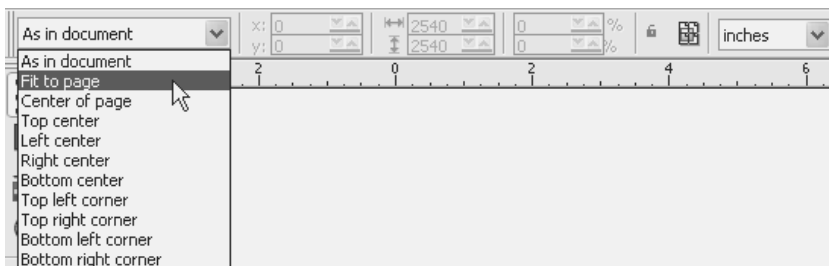 As in document x: 0 2540 0 % inches
y: 0 2540 0 %
As in document
Fit to page
Center of page
Top center
Left center
Right center
Bottom center
Top left corner
Top right corner
Bottom left corner
Bottom right corner
2 0 2 4 6